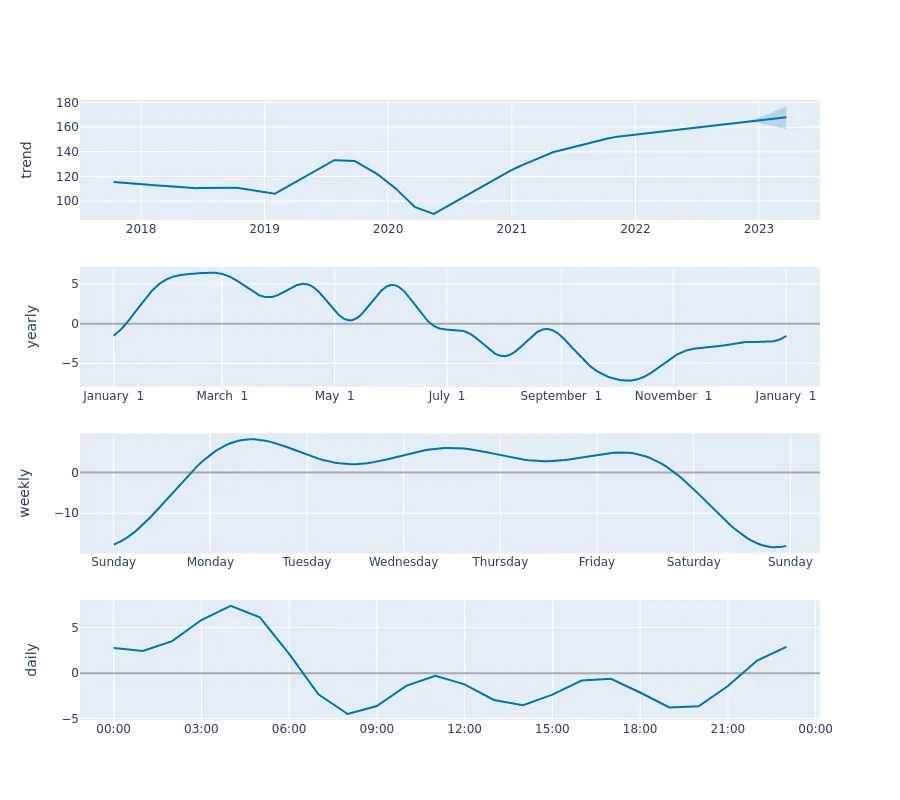 trend
180
160
140
120
100
2018 2019 2020 2021 2022 2023
yearly
5
0
−5
January 1 March 1 May 1 July 1 September 1 November 1 January 1
weekly
0
−10
Sunday Monday Tuesday Wednesday Thursday Friday Saturday Sunday
daily
5
0
−5
00:00 03:00 06:00 09:00 12:00 15:00 18:00 21:00 00:00